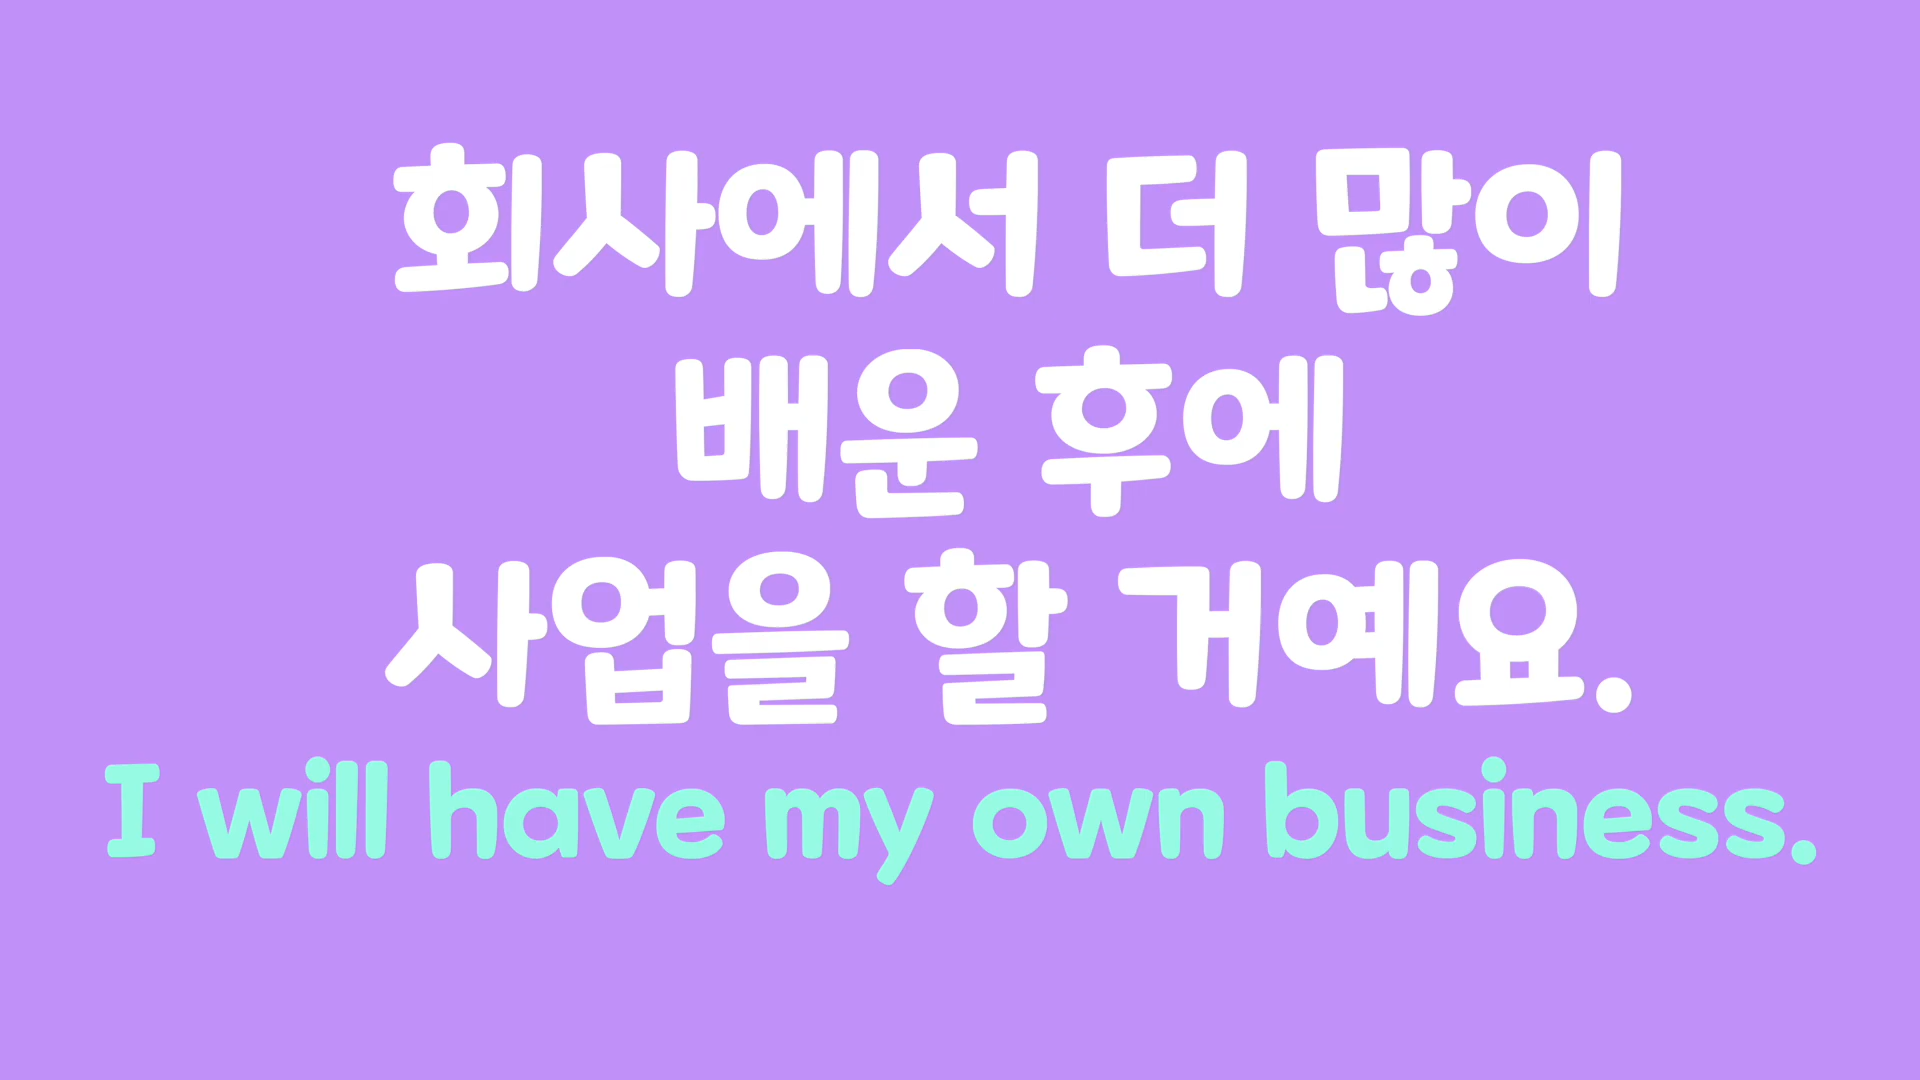 회사에서 더 많이
배운 후에
사업을 할 거예요.
I will have my own business.